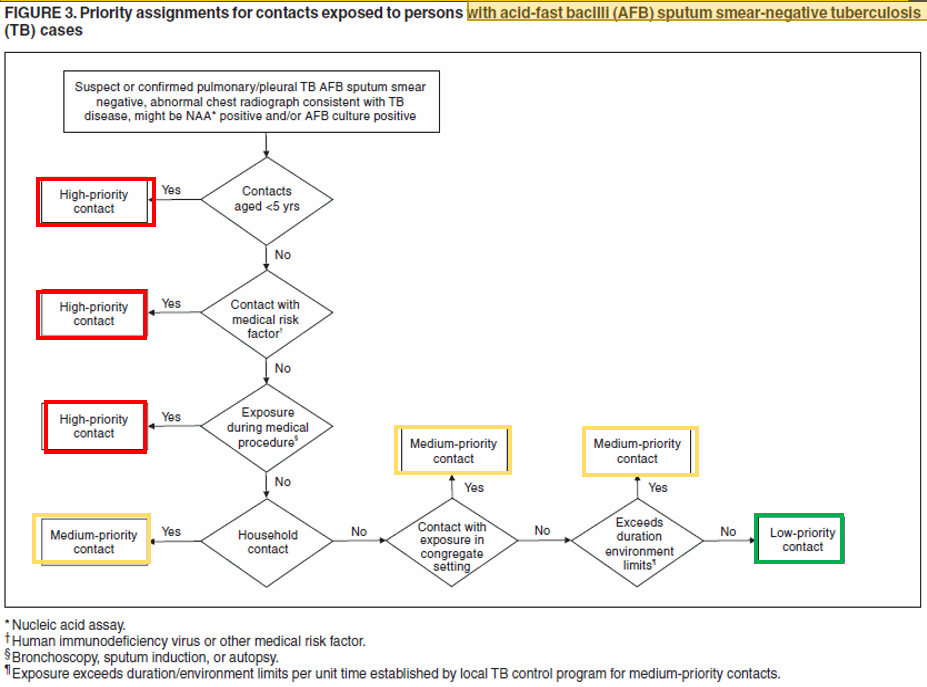 FIGURE 3. Priority assignments for contacts exposed to persons with acid-fast bacilli (AFB) sputum smear-negative tuberculosis
(TB) cases
Suspect or confirmed pulmonary/pleural TB AFB sputum smear
negative, abnormal chest radiograph consistent with TB
disease, might be NAA* positive and/or AFB culture positive
High-priority
contact
Yes
Contacts
aged <5 yrs
No
High-priority
contact
Yes
Contact with
medical risk
factor†
No
High-priority
contact
Yes
Exposure
during medical
procedure§
No
Medium-priority
contact
Yes
Medium-priority
contact
Yes
Medium-priority
contact
Yes
Household
contact
No
Contact with
exposure in
congregate
setting
No
Exceeds
duration
environment
limits¶
No
Low-priority
contact
* Nucleic acid assay.
† Human immunodeficiency virus or other medical risk factor.
§ Bronchoscopy, sputum induction, or autopsy.
¶ Exposure exceeds duration/environment limits per unit time established by local TB control program for medium-priority contacts.